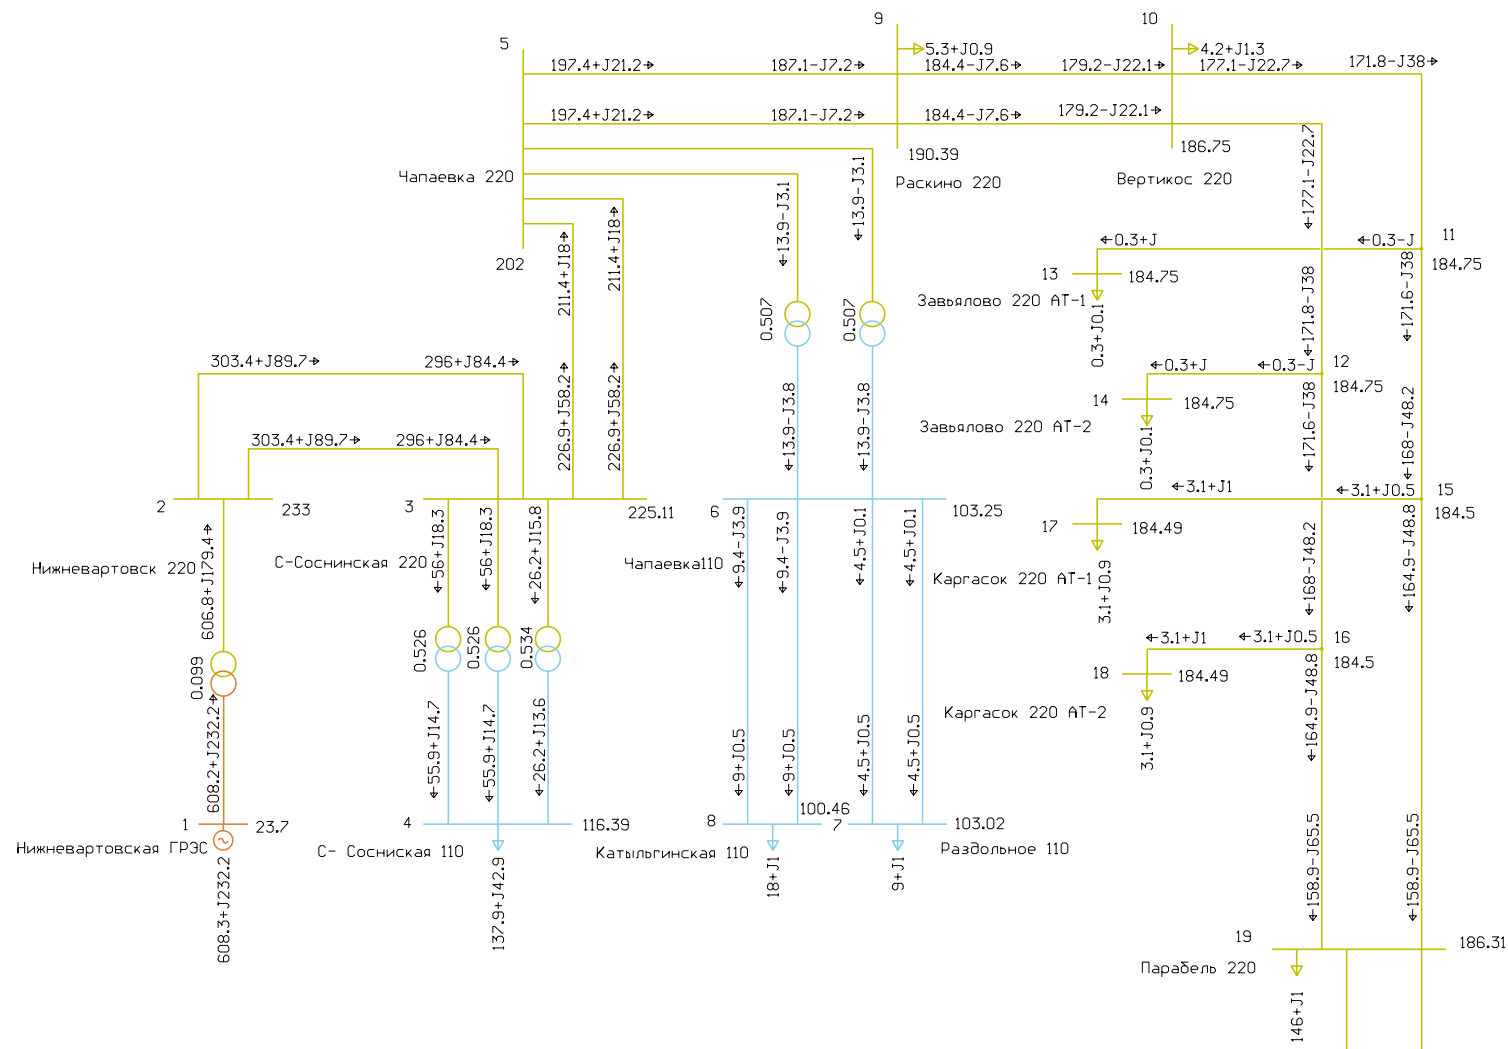 9
10
5
5.3+J0.9
4.2+J1.3
197.4+J21.2
187.1-J7.2
184.4-J7.6
179.2-J22.1
177.1-J22.7
171.8-J38
197.4+J21.2
187.1-J7.2
184.4-J7.6
179.2-J22.1
177.1-J22.7
190.39
186.75
Чапаевка 220
Раскино 220
Вертикос 220
13.9-J3.1
13.9-J3.1
211.4+J18
211.4+J18
202
0.3+J
0.3-J
11
184.75
13
184.75
Завьялово 220 АТ-1
0.3+J0.1
171.8-J38
171.6-J38
0.507
0.507
303.4+J89.7
296+J84.4
0.3+J
0.3-J
12
184.75
14
184.75
Завьялово 220 АТ-2
0.3+J0.1
171.6-J38
168-J48.2
226.9+J58.2
226.9+J58.2
13.9-J3.8
13.9-J3.8
303.4+J89.7
296+J84.4
2
233
3
225.11
6
103.25
3.1+J1
3.1+J0.5
15
184.5
17
184.49
Нижневартовск 220
606.8+J179.4
С-Соснинская 220
56+J18.3
56+J18.3
26.2+J15.8
Чапаевка110
9.4-J3.9
9.4-J3.9
4.5+J0.1
4.5+J0.1
Каргасок 220 АТ-1
3.1+J0.9
168-J48.2
164.9-J48.8
0.099
0.526
0.526
0.534
3.1+J1
3.1+J0.5
16
184.5
18
184.49
Каргасок 220 АТ-2
3.1+J0.9
164.9-J48.8
608.2+J232.2
55.9+J14.7
55.9+J14.7
26.2+J13.6
9+J0.5
9+J0.5
4.5+J0.5
4.5+J0.5
1
23.7
4
116.39
8
100.46
7
103.02
Нижневартовская ГРЭС
С- Сосниская 110
Катыльгинская 110
Раздольное 110
608.3+J232.2
137.9+J42.9
18+J1
9+J1
158.9-J65.5
158.9-J65.5
19
186.31
Парабель 220
146+J1